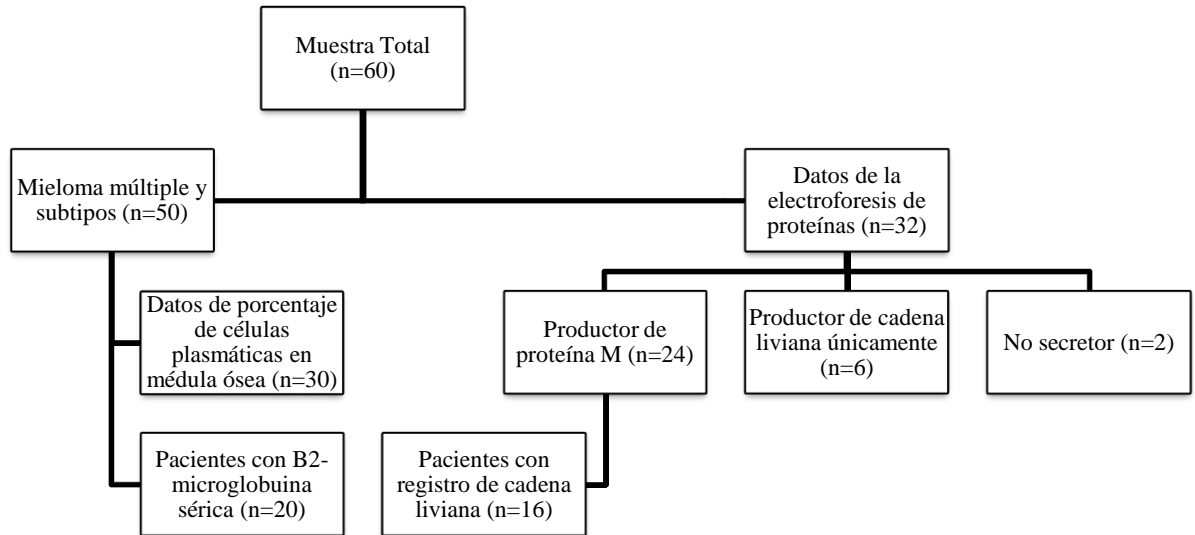 Muestra Total
(n=60)
Mieloma múltiple y
subtipos (n=50)
Datos de la
electroforesis de
proteínas (n=32)
Datos de porcentaje
de células
plasmáticas en
médula ósea (n=30)
Productor de
proteína M (n=24)
Productor de cadena
liviana únicamente
(n=6)
No secretor (n=2)
Pacientes con B2-
microglobuina
sérica (n=20)
Pacientes con
registro de cadena
liviana (n=16)